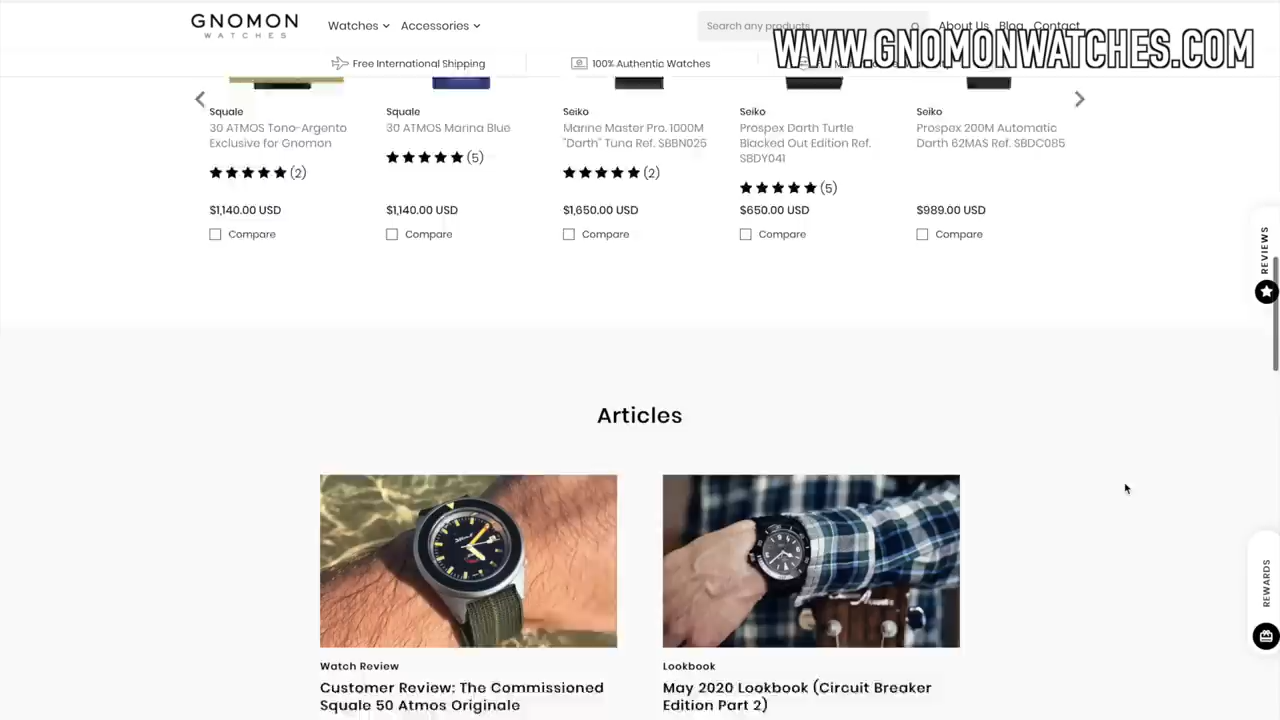 GNOMON
WATCHES
Watches
Accessories
Search any products
About Us
Blog
Contact
WWW.GNOMONWATCHES.COM
Free International Shipping
100% Authentic Watches
Squale
30 ATMOS Tono-Argento
Exclusive for Gnomon
(2)
$1,140.00 USD
Compare
Squale
30 ATMOS Marina Blue
(5)
$1,140.00 USD
Compare
Seiko
Marine Master Pro. 1000M
"Darth" Tuna Ref. SBBN025
(2)
$1,650.00 USD
Compare
Seiko
Prospex Darth Turtle
Blacked Out Edition Ref.
SBDY041
(5)
$650.00 USD
Compare
Seiko
Prospex 200M Automatic
Darth 62MAS Ref. SBDC085
$989.00 USD
Compare
REVIEWS
Articles
Watch Review
Customer Review: The Commissioned
Squale 50 Atmos Originale
Lookbook
May 2020 Lookbook (Circuit Breaker
Edition Part 2)
REWARDS